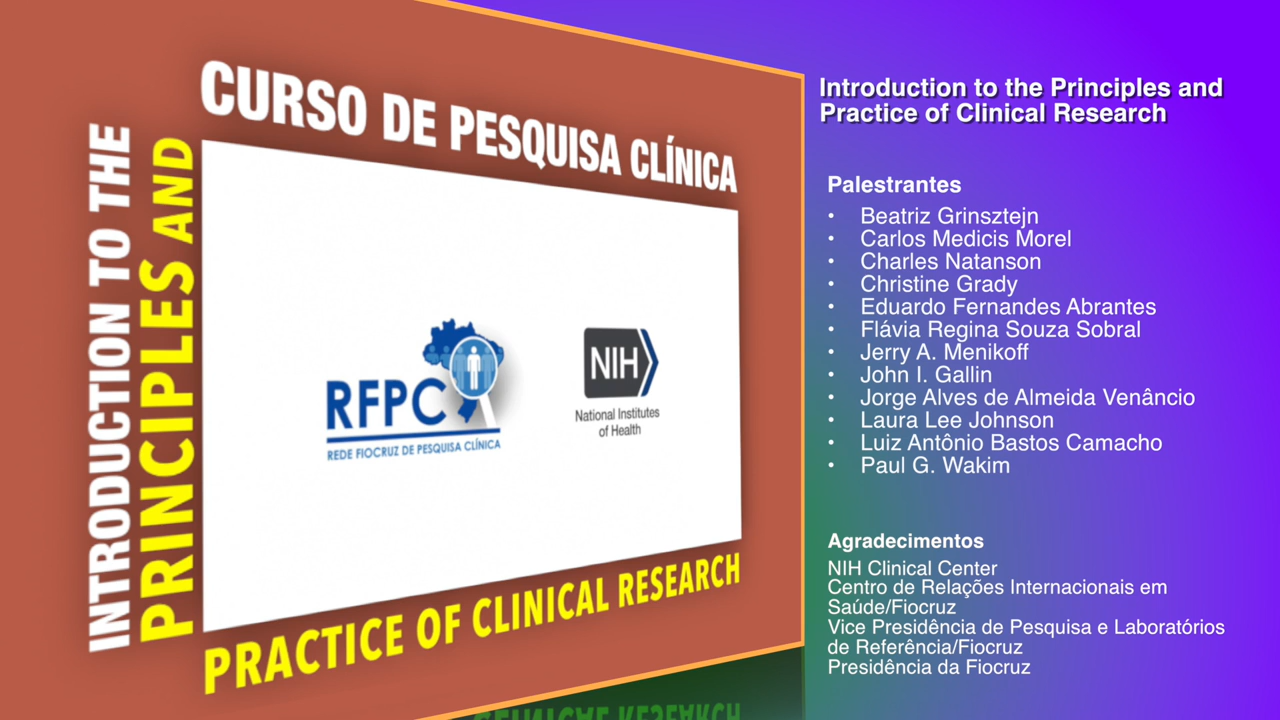 CURSO DE PESQUISA CLÍNICA
INTRODUCTION TO THE
PRINCIPLES AND
PRACTICE OF CLINICAL RESEARCH
RFPC
REDE FIOCRUZ DE PESQUISA CLÍNICA
NIH
National Institutes
of Health
Introduction to the Principles and
Practice of Clinical Research
Palestrantes
• Beatriz Grinsztejn
• Carlos Medicis Morel
• Charles Natanson
• Christine Grady
• Eduardo Fernandes Abrantes
• Flávia Regina Souza Sobral
• Jerry A. Menikoff
• John I. Gallin
• Jorge Alves de Almeida Venâncio
• Laura Lee Johnson
• Luiz Antônio Bastos Camacho
• Paul G. Wakim
Agradecimentos
NIH Clinical Center
Centro de Relações Internacionais em
Saúde/Fiocruz
Vice Presidência de Pesquisa e Laboratórios
de Referência/Fiocruz
Presidência da Fiocruz